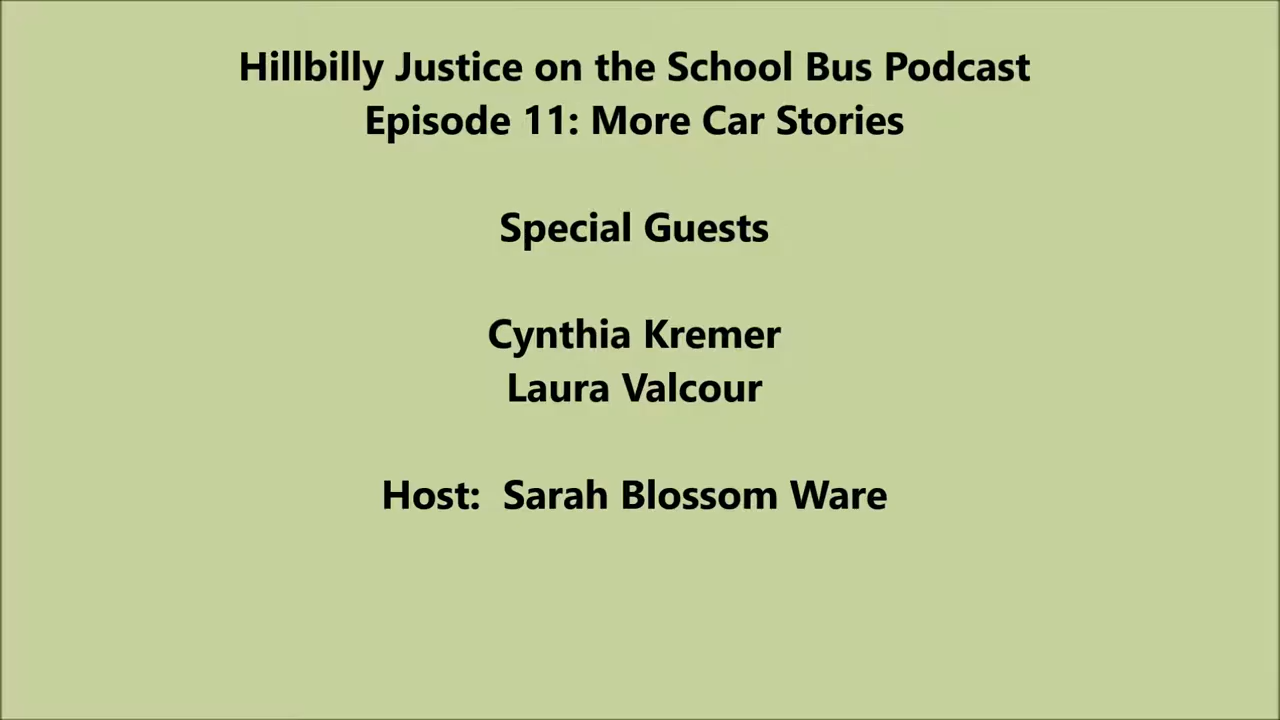 Hillbilly Justice on the School Bus Podcast
Episode 11: More Car Stories
Special Guests
Cynthia Kremer
Laura Valcour
Host:  Sarah Blossom Ware